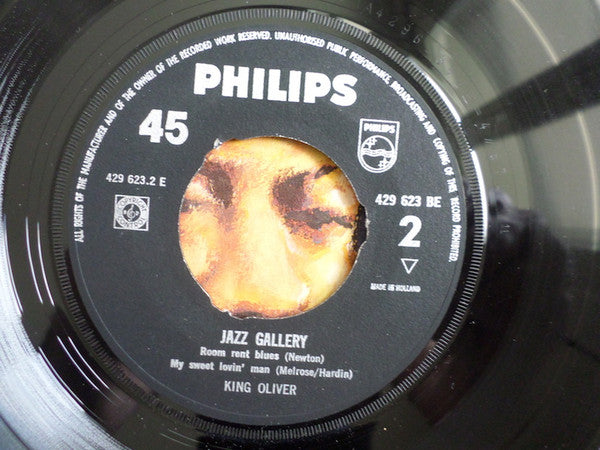 ALL RIGHTS OF THE MANUFACTURER AND OF THE OWNER OF THE RECORDED WORK RESERVED. UNAUTHORISED PUBLIC PERFORMANCE, BROADCASTING AND COPYING OF THIS RECORD PROHIBITED.
PHILIPS
45
PHILIPS
429 623.2 E
429 623 BE
2
MADE IN HOLLAND
JAZZ GALLERY
Room rent blues (Newton)
My sweet lovin' man (Melrose/Hardin)
KING OLIVER